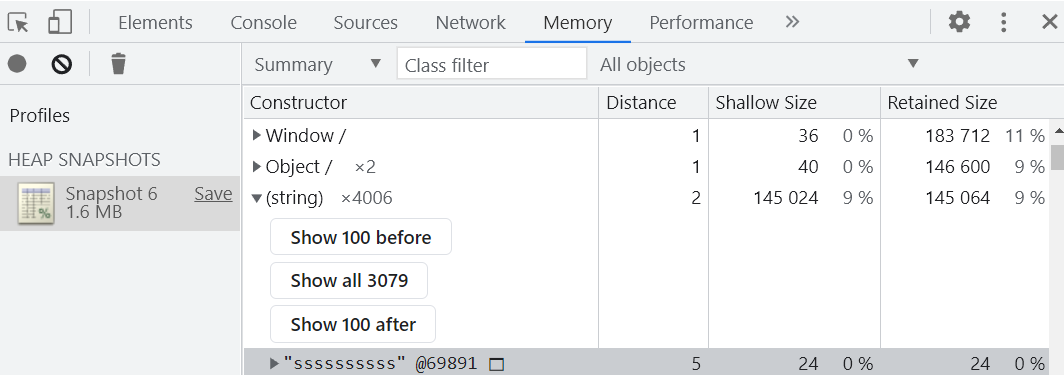 Elements Console Sources Network Memory Performance »
Summary ▼ Class filter All objects ▼
Profiles
HEAP SNAPSHOTS
Snapshot 6 Save
1.6 MB
Constructor Distance Shallow Size Retained Size
Window / 1 36 0 % 183 712 11 %
Object / ×2 1 40 0 % 146 600 9 %
(string) ×4006 2 145 024 9 % 145 064 9 %
Show 100 before
Show all 3079
Show 100 after
"ssssssssss" @69891 5 24 0 % 24 0 %